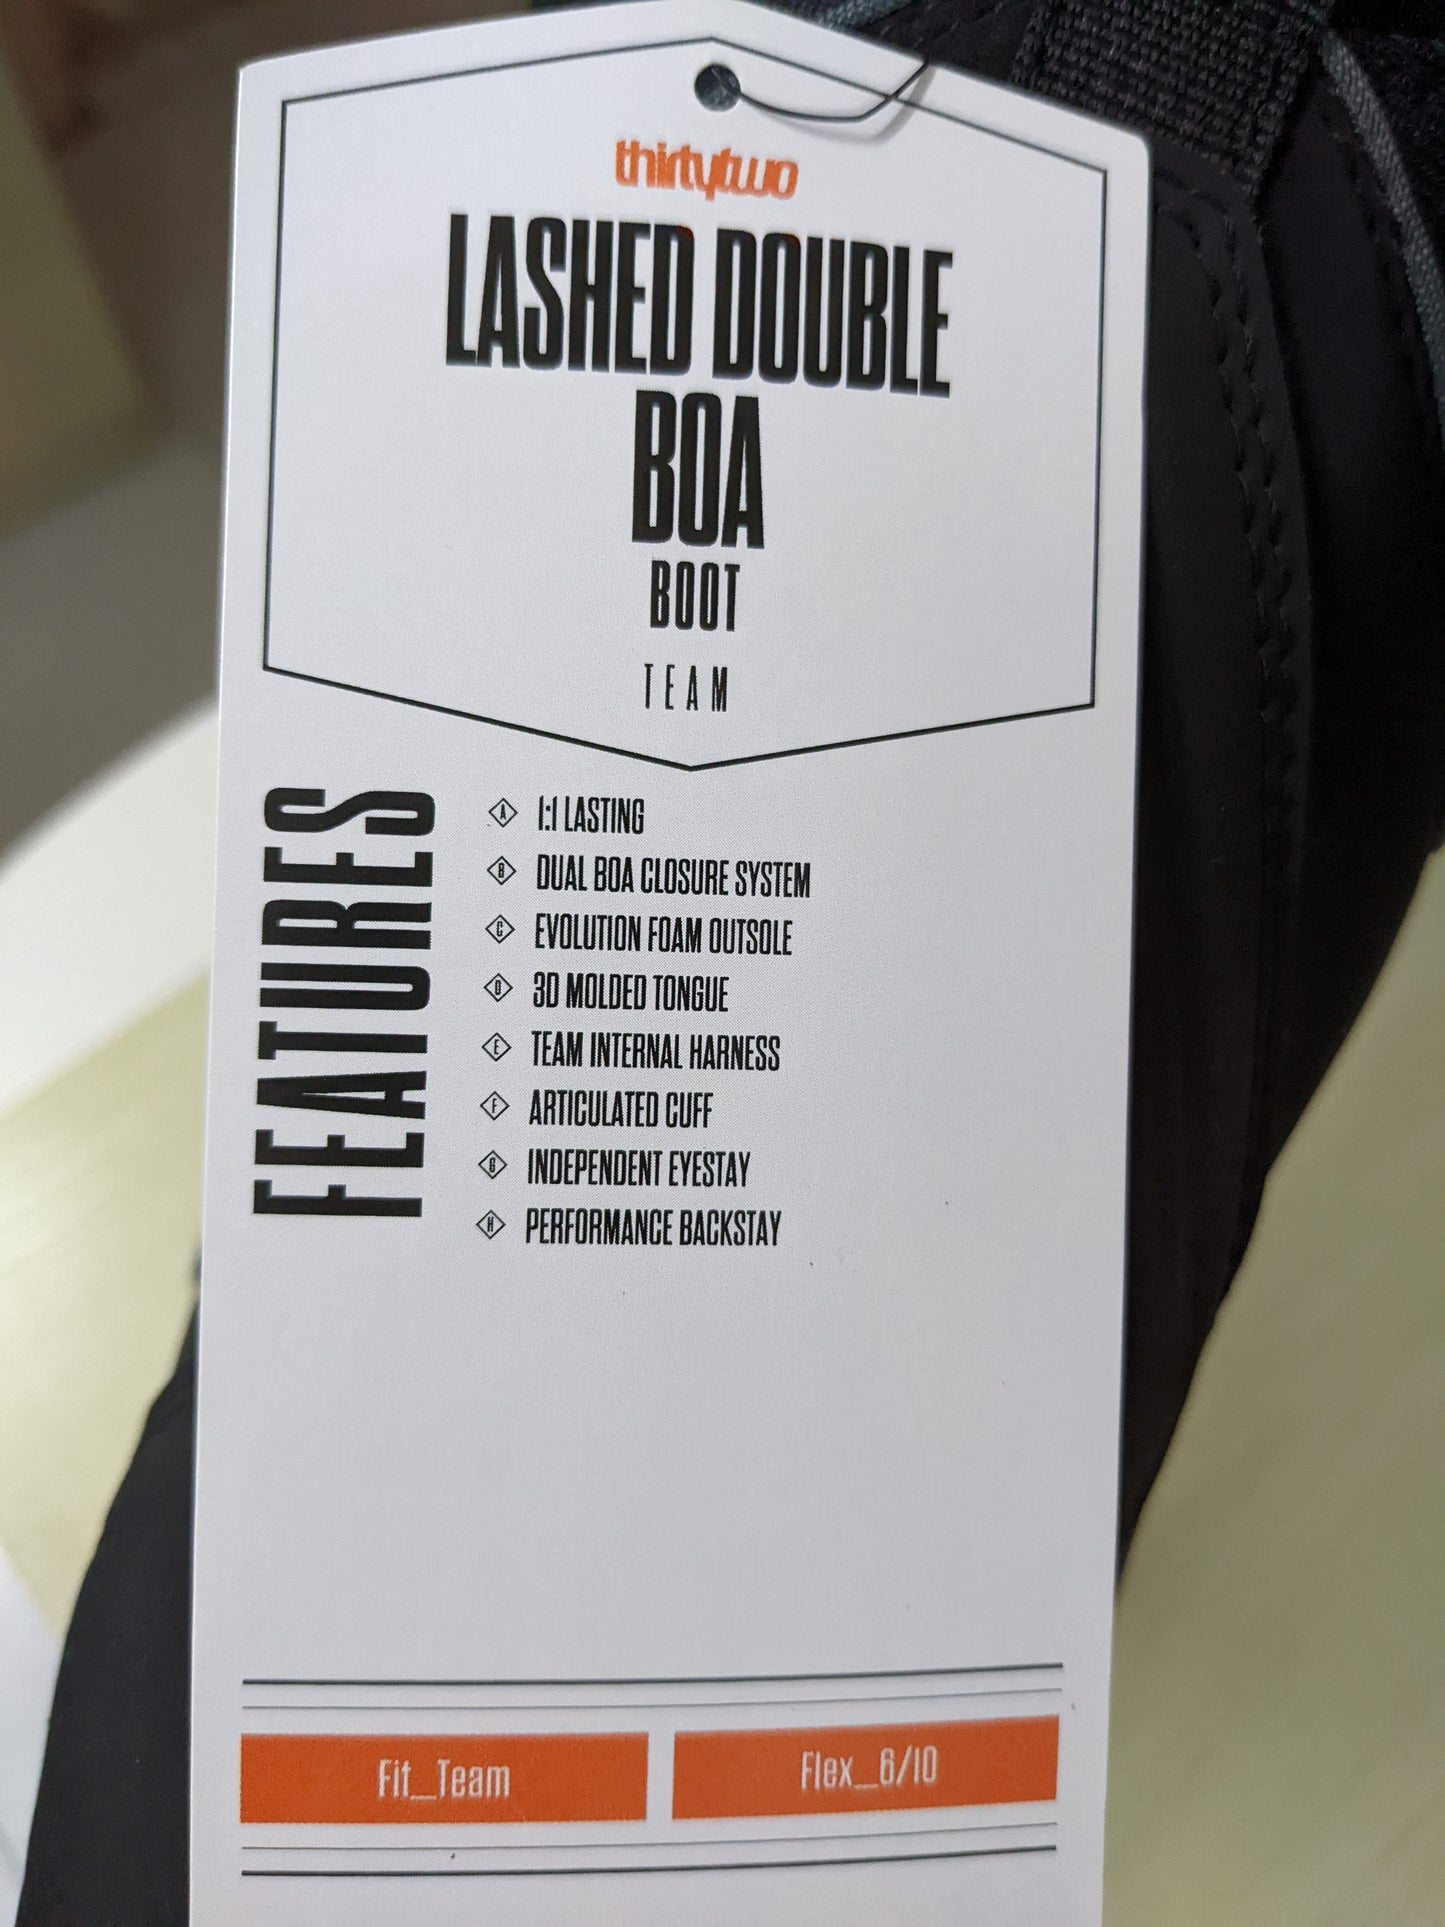 thirtytwo
LASHED DOUBLE
BOA
BOOT
TEAM
FEATURES
A 1:1 LASTING
B DUAL BOA CLOSURE SYSTEM
C EVOLUTION FOAM OUTSOLE
D 3D MOLDED TONGUE
E TEAM INTERNAL HARNESS
F ARTICULATED CUFF
G INDEPENDENT EYESTAY
H PERFORMANCE BACKSTAY
Fit_Team
Flex_6/10